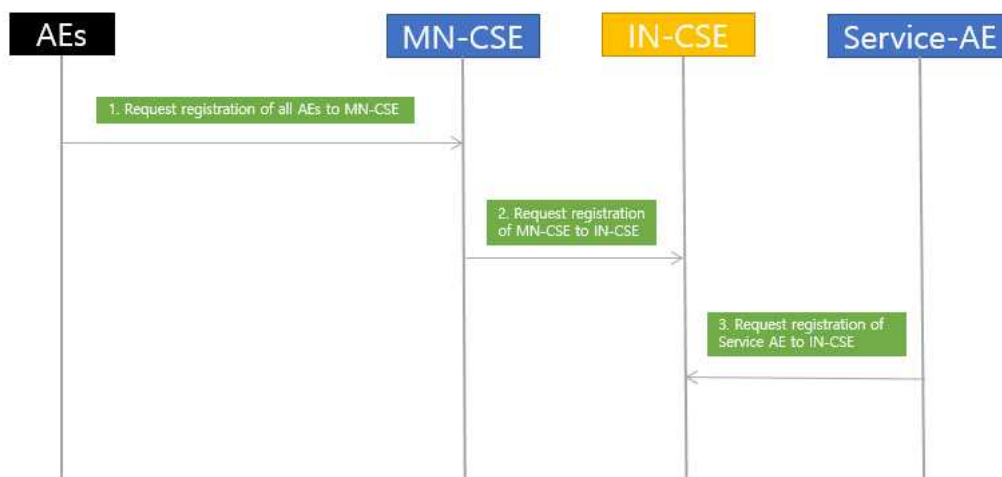 AEs
MN-CSE
IN-CSE
Service-AE
1. Request registration of all AEs to MN-CSE
2. Request registration
of MN-CSE to IN-CSE
3. Request registration of
Service AE to IN-CSE